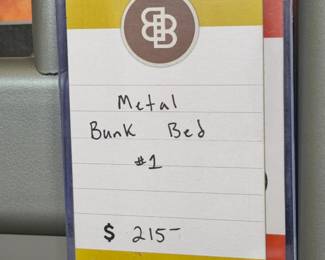 BB
Metal
Bunk Bed
#1
$ 215-